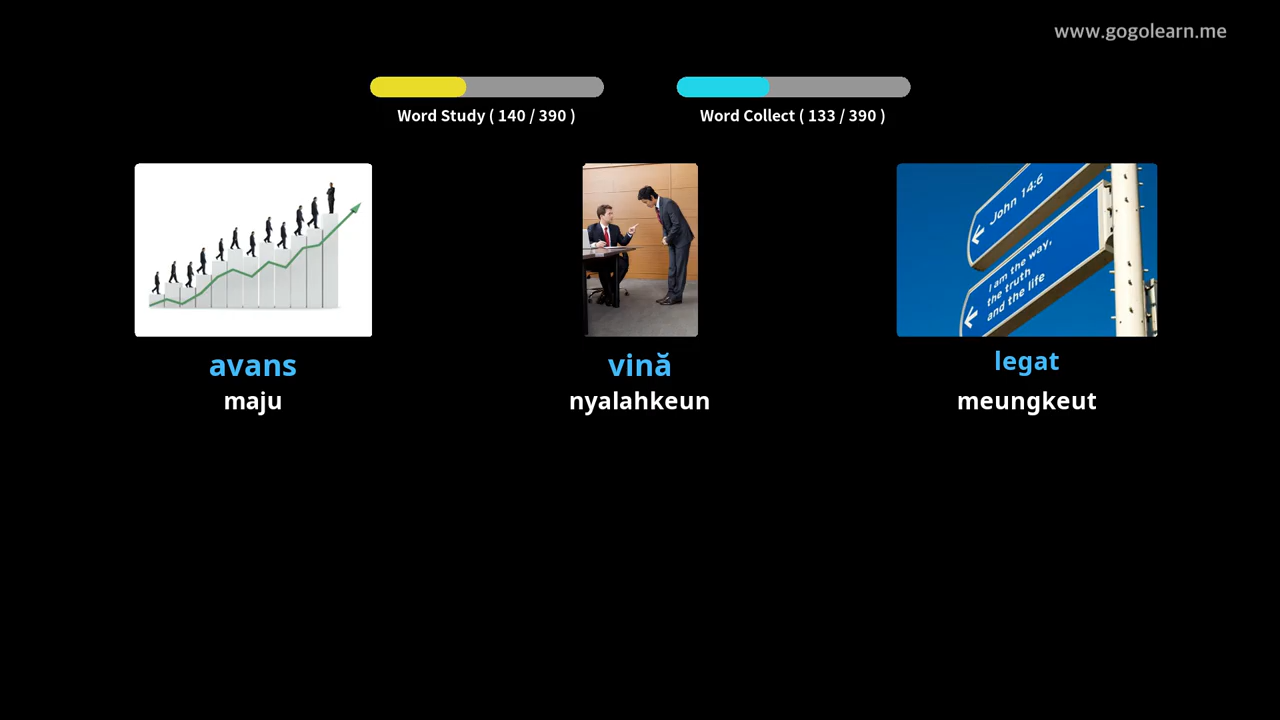 www.gogolearn.me
Word Study ( 140 / 390 )
Word Collect ( 133 / 390 )
John 14:6
I am the way,
the truth
and the life
avans
vină
legat
maju
nyalahkeun
meungkeut